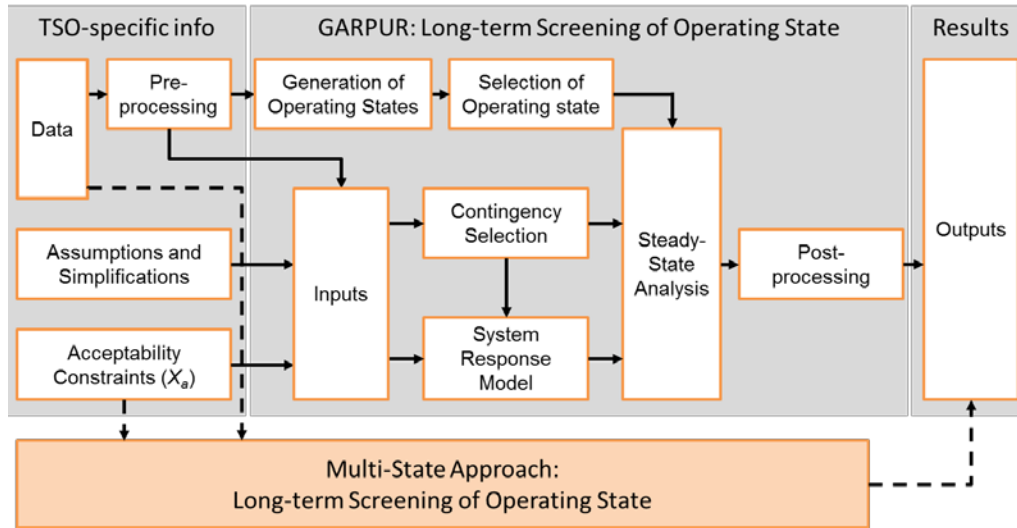 TSO-specific info
GARPUR: Long-term Screening of Operating State
Results
Data
Pre-
processing
Generation of
Operating States
Selection of
Operating state
Assumptions and
Simplifications
Acceptability
Constraints (Xa)
Inputs
Contingency
Selection
System
Response
Model
Steady-
State
Analysis
Post-
processing
Outputs
Multi-State Approach:
Long-term Screening of Operating State